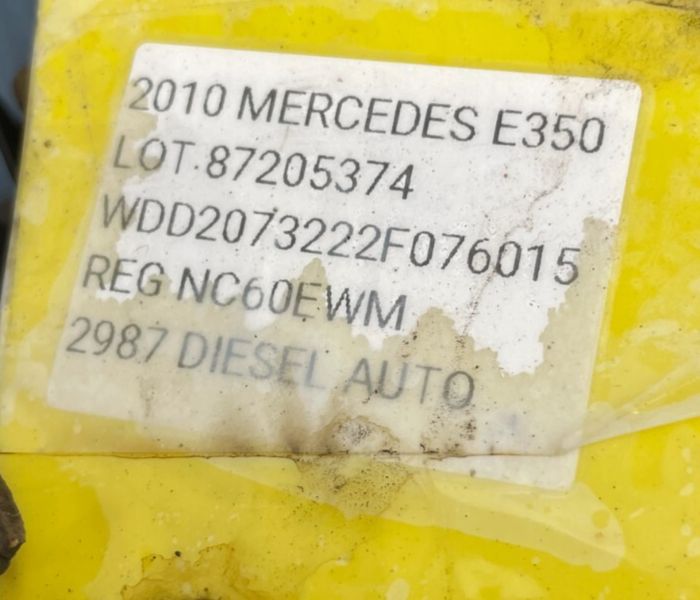 2010 MERCEDES E350
LOT 87205374
WDD2073222F076015
REG NC60EWM
2987 DIESEL AUTO